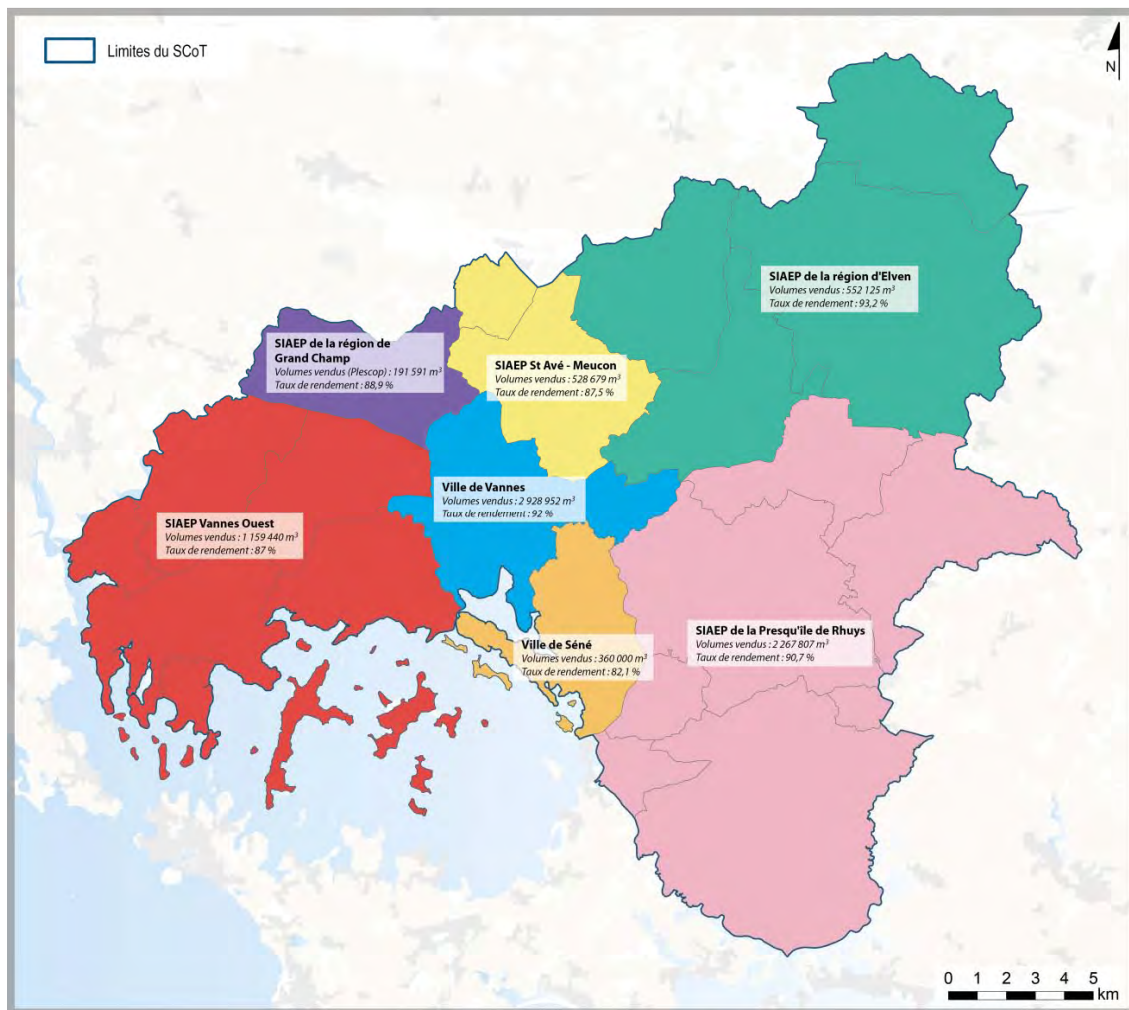 Limites du SCoT
N
SIAEP de la région d'Elven
Volumes vendus : 552 125 m³
Taux de rendement : 93,2 %
SIAEP de la région de
Grand Champ
Volumes vendus (Plescop) : 191 591 m³
Taux de rendement : 88,9 %
SIAEP St Avé - Meucon
Volumes vendus : 528 679 m³
Taux de rendement : 87,5 %
Ville de Vannes
Volumes vendus : 2 928 952 m³
Taux de rendement : 92 %
SIAEP Vannes Ouest
Volumes vendus : 1 159 440 m³
Taux de rendement : 87 %
Ville de Séné
Volumes vendus : 360 000 m³
Taux de rendement : 82,1 %
SIAEP de la Presqu'île de Rhuys
Volumes vendus : 2 267 807 m³
Taux de rendement : 90,7 %
0 1 2 3 4 5
km